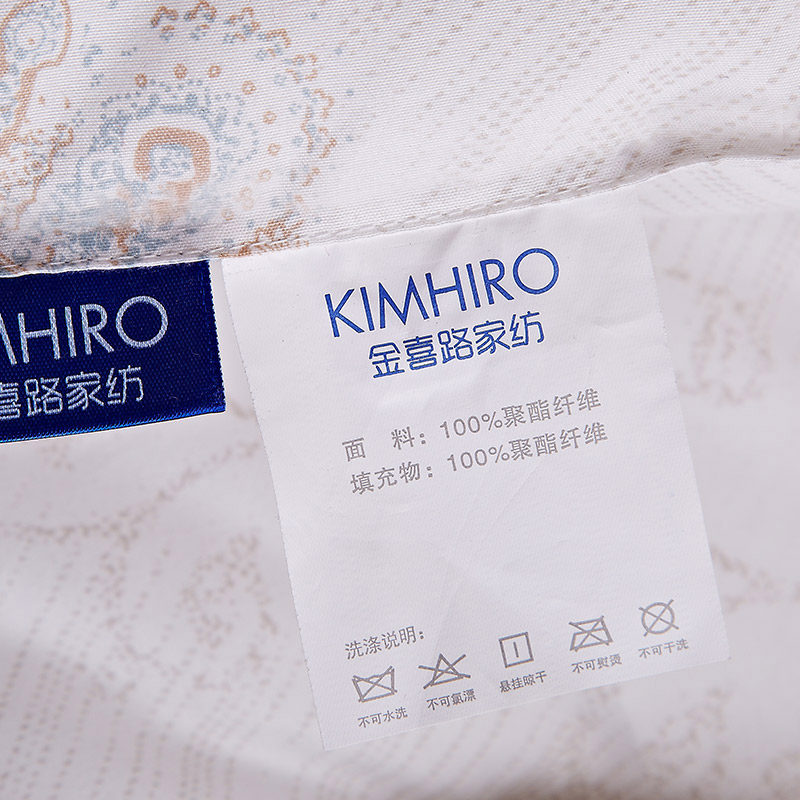 MHIRO
喜路家纺
KIMHIRO
金喜路家纺
面 料：100%聚酯纤维
填充物：100%聚酯纤维
洗涤说明：
不可水洗 不可氯漂 悬挂晾干 不可熨烫 不可干洗